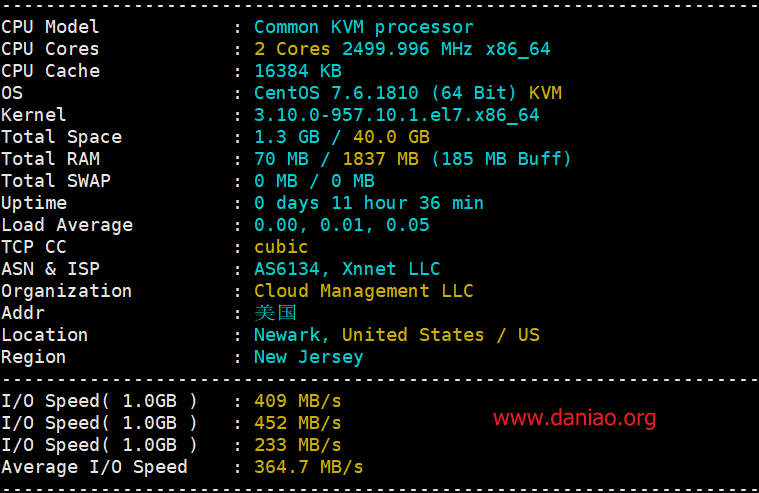 CPU Model : Common KVM processor
CPU Cores : 2 Cores 2499.996 MHz x86_64
CPU Cache : 16384 KB
OS : CentOS 7.6.1810 (64 Bit) KVM
Kernel : 3.10.0-957.10.1.el7.x86_64
Total Space : 1.3 GB / 40.0 GB
Total RAM : 70 MB / 1837 MB (185 MB Buff)
Total SWAP : 0 MB / 0 MB
Uptime : 0 days 11 hour 36 min
Load Average : 0.00, 0.01, 0.05
TCP CC : cubic
ASN & ISP : AS6134, Xnnet LLC
Organization : Cloud Management LLC
Addr : 美国
Location : Newark, United States / US
Region : New Jersey
I/O Speed( 1.0GB ) : 409 MB/s
I/O Speed( 1.0GB ) : 452 MB/s
www.daniao.org
I/O Speed( 1.0GB ) : 233 MB/s
Average I/O Speed : 364.7 MB/s